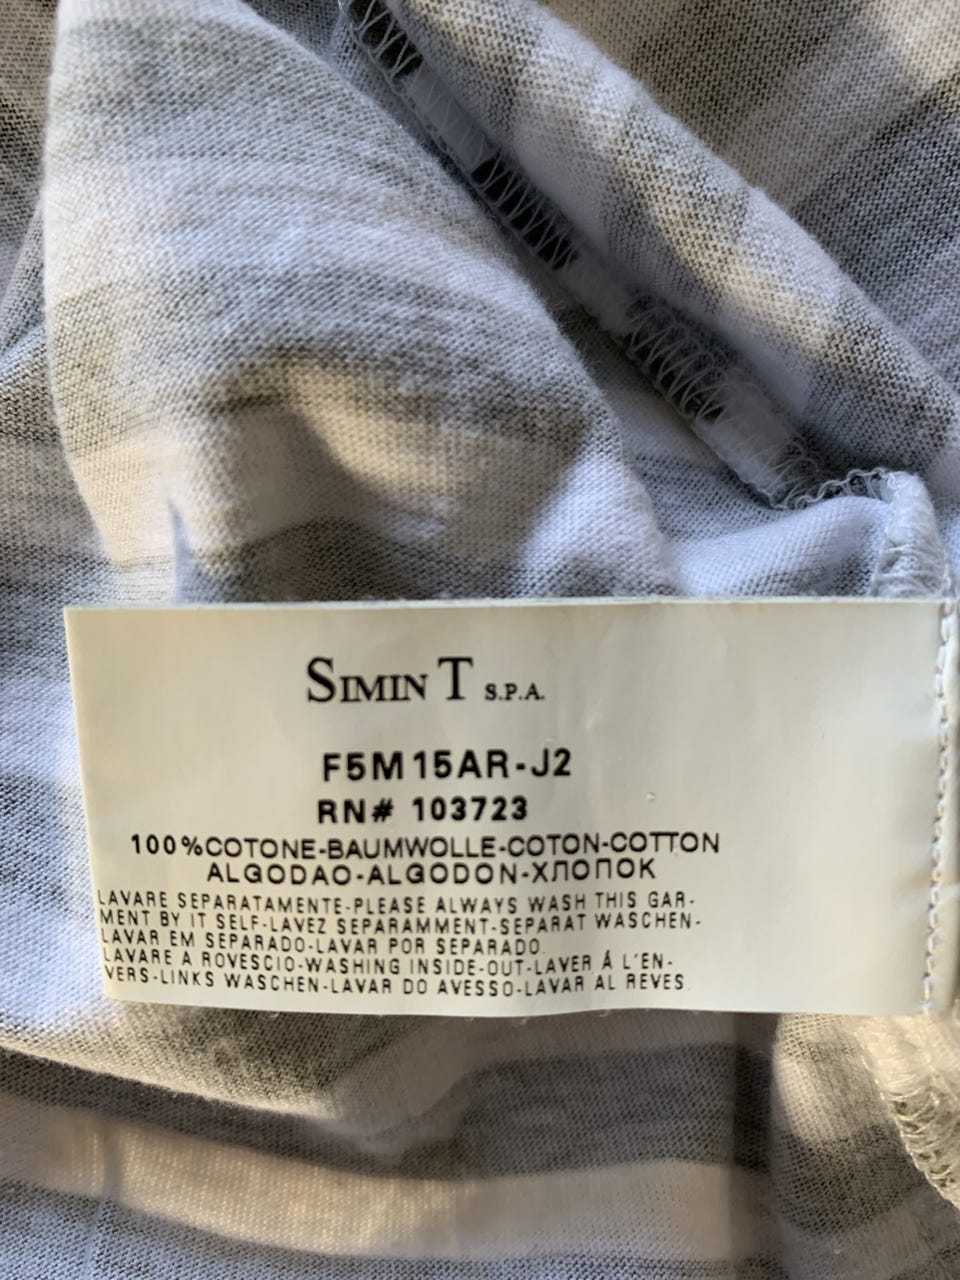 SIMIN T S.P.A.
F5M15AR-J2
RN# 103723
100%COTONE-BAUMWOLLE-COTON-COTTON
ALGODAO-ALGODON-ХЛОПОК
LAVARE SEPARATAMENTE-PLEASE ALWAYS WASH THIS GAR-
MENT BY IT SELF-LAVEZ SEPARAMMENT-SEPARAT WASCHEN-
LAVAR EM SEPARADO-LAVAR POR SEPARADO
LAVARE A ROVESCIO-WASHING INSIDE-OUT-LAVER Á L'EN-
VERS-LINKS WASCHEN-LAVAR DO AVESSO-LAVAR AL REVES